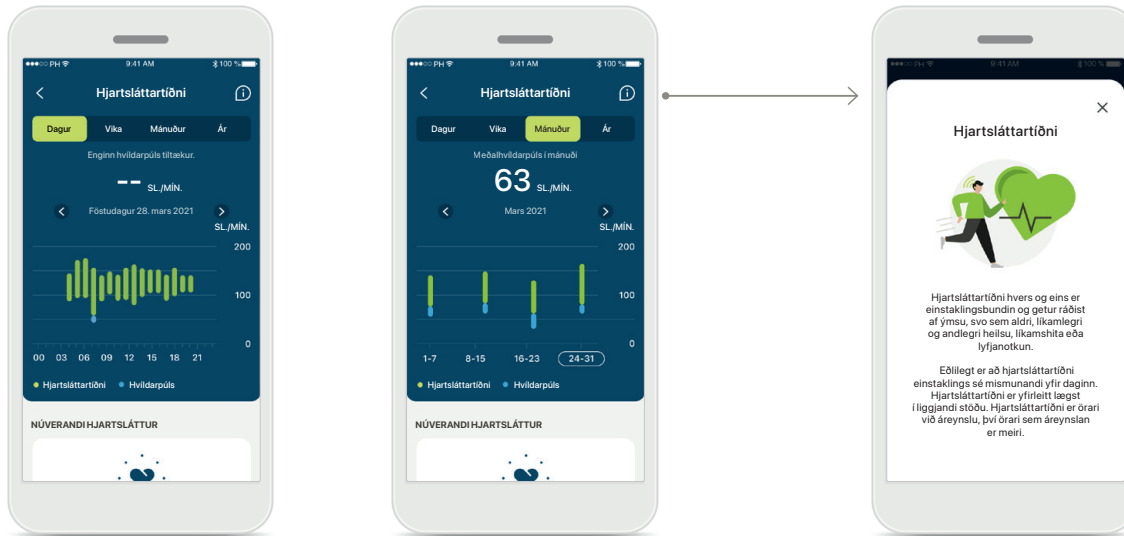 PH 9:41 AM 100 %
Hjartsláttartíðni
Dagur Vika Mánuður Ár
Enginn hvíldarpúls tiltækur.
-- SL./MÍN.
Föstudagur 28. mars 2021
SL./MÍN.
200
100
0
00 03 06 09 12 15 18 21
Hjartsláttartíðni Hvíldarpúls
NÚVERANDI HJARTSLÁTTUR
PH 9:41 AM 100 %
Hjartsláttartíðni
Dagur Vika Mánuður Ár
Meðalhvíldarpúls í mánuði
63 SL./MÍN.
Mars 2021
SL./MÍN.
200
100
0
1-7 8-15 16-23 24-31
Hjartsláttartíðni Hvíldarpúls
NÚVERANDI HJARTSLÁTTUR
PH 9:41 AM 100 %
Hjartsláttartíðni
Hjartsláttartíðni hvers og eins er
einstaklingsbundin og getur ráðist
af ýmsu, svo sem aldri, líkamlegri
og andlegri heilsu, líkamshita eða
lyfjanotkun.
Eðlilegt er að hjartsláttartíðni
einstaklings sé mismunandi yfir daginn.
Hjartsláttartíðni er yfirleitt lægst
í liggjandi stöðu. Hjartsláttartíðni er örari
við áreynslu, því örari sem áreynslan
er meiri.